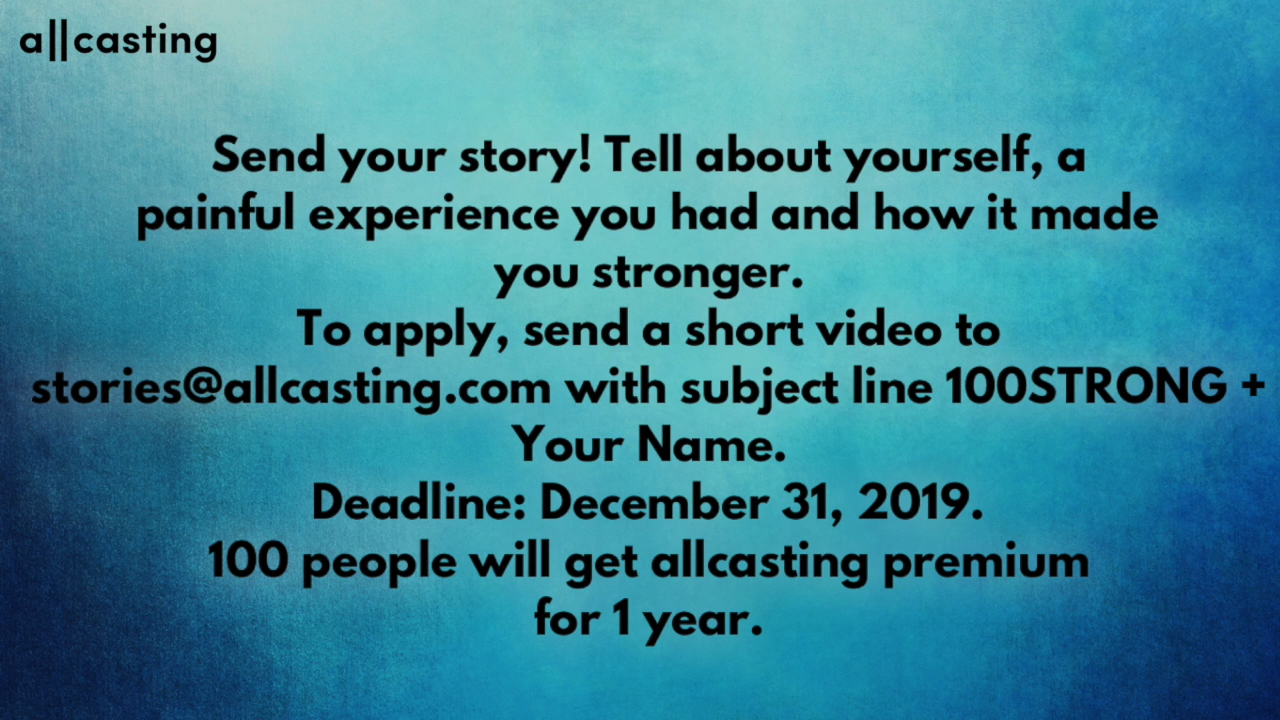 allcasting
Send your story! Tell about yourself, a
painful experience you had and how it made
you stronger.
To apply, send a short video to
stories@allcasting.com with subject line 100STRONG +
Your Name.
Deadline: December 31, 2019.
100 people will get allcasting premium
for 1 year.